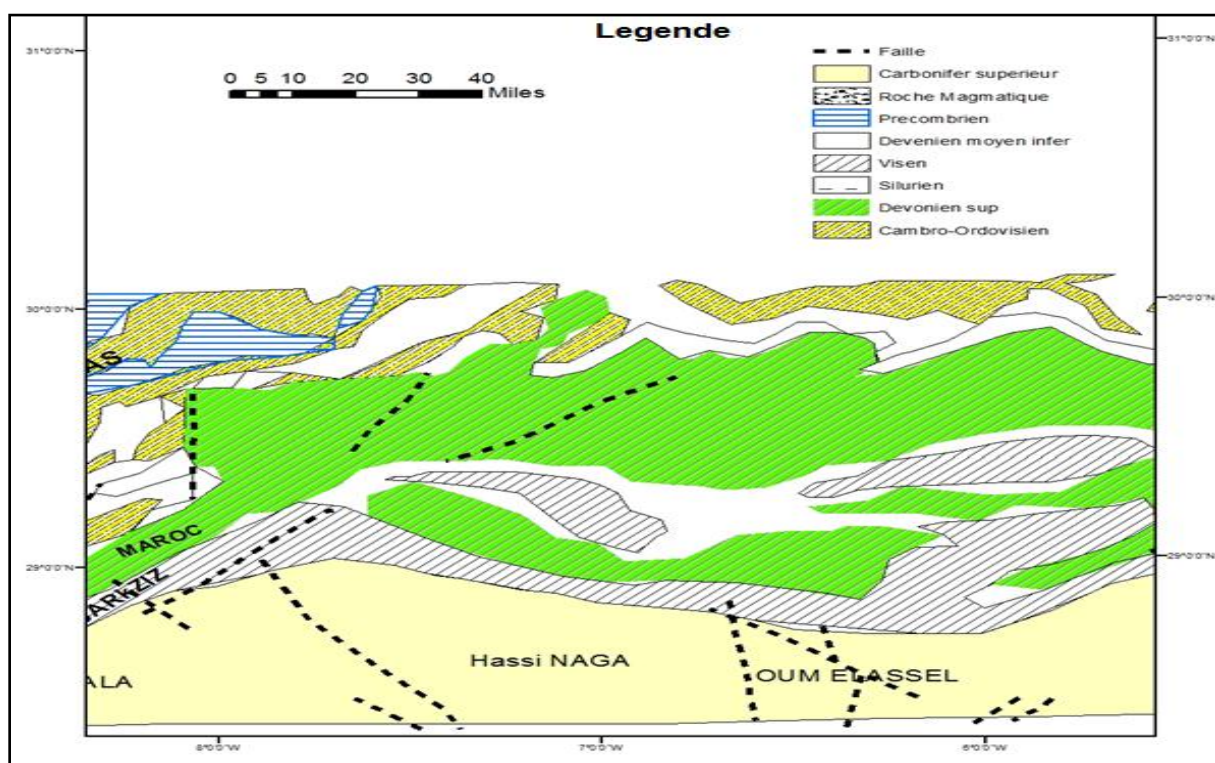 Legende
31°0'0"N
31°0'0"N
0 5 10 20 30 40
Miles
Faille
Carbonifer superieur
Roche Magmatique
Precombrien
Devenien moyen infer
Visen
Silurien
Devonien sup
Cambro-Ordovisien
30°0'0"N
30°0'0"N
AS
MAROC
29°0'0"N
29°0'0"N
ARKZIZ
Hassi NAGA
OUM ELASSEL
ALA
8°0'0"W
7°0'0"W
6°0'0"W